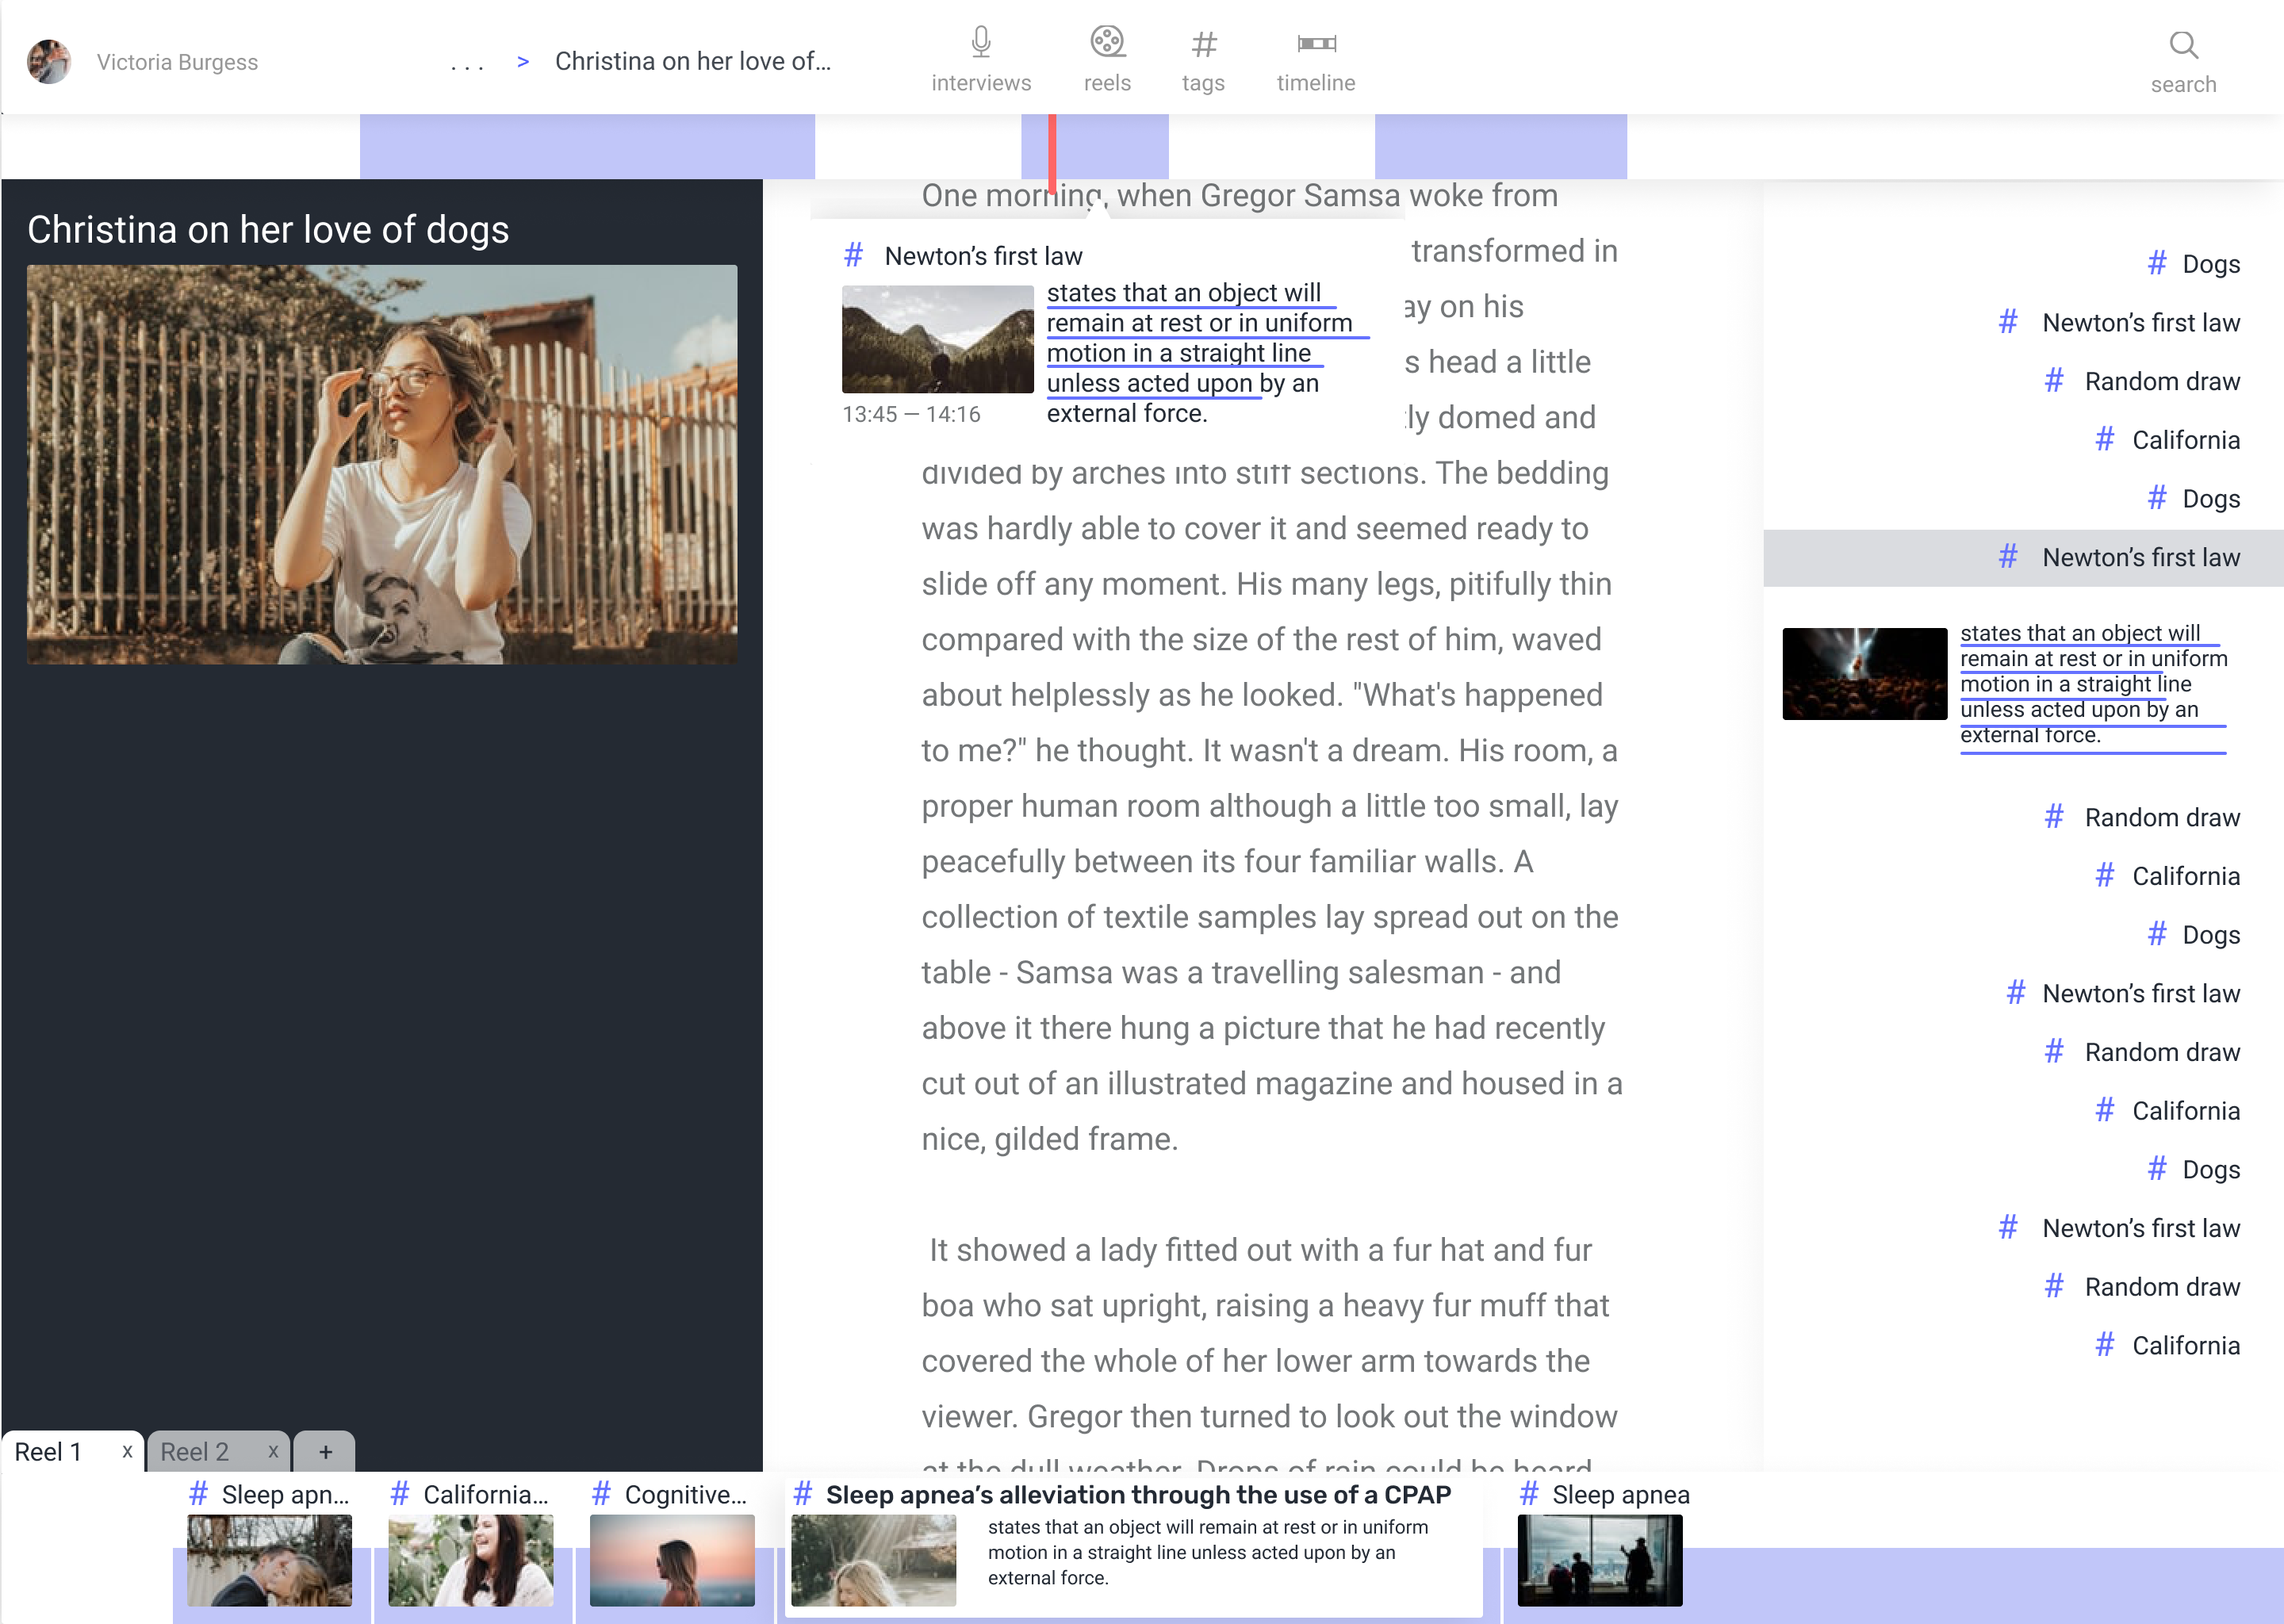 Victoria Burgess
. . .
>
Christina on her love of...
interviews
reels
tags
timeline
search
Christina on her love of dogs
One morning, when Gregor Samsa woke from
transformed in
ay on his
s head a little
ly domed and
divided by arches into stiff sections. The bedding
was hardly able to cover it and seemed ready to
slide off any moment. His many legs, pitifully thin
compared with the size of the rest of him, waved
about helplessly as he looked. "What's happened
to me?" he thought. It wasn't a dream. His room, a
proper human room although a little too small, lay
peacefully between its four familiar walls. A
collection of textile samples lay spread out on the
table - Samsa was a travelling salesman - and
above it there hung a picture that he had recently
cut out of an illustrated magazine and housed in a
nice, gilded frame.
It showed a lady fitted out with a fur hat and fur
boa who sat upright, raising a heavy fur muff that
covered the whole of her lower arm towards the
viewer. Gregor then turned to look out the window
at the dull weather. Drops of rain could be heard
# Newton’s first law
states that an object will
remain at rest or in uniform
motion in a straight line
unless acted upon by an
external force.
13:45 — 14:16
# Dogs
# Newton’s first law
# Random draw
# California
# Dogs
# Newton’s first law
states that an object will
remain at rest or in uniform
motion in a straight line
unless acted upon by an
external force.
# Random draw
# California
# Dogs
# Newton’s first law
# Random draw
# California
# Dogs
# Newton’s first law
# Random draw
# California
Reel 1 x
Reel 2 x
+
# Sleep apn...
# California...
# Cognitive...
# Sleep apnea’s alleviation through the use of a CPAP
states that an object will remain at rest or in uniform
motion in a straight line unless acted upon by an
external force.
# Sleep apnea